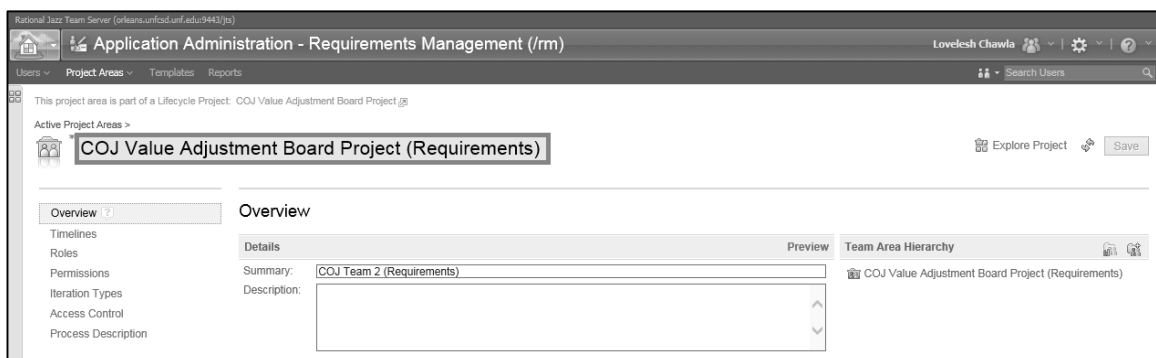 Rational Jazz Team Server (orleans.unfcsd.unf.edu:9443/jts)
Application Administration - Requirements Management (/rm)
Lovelesh Chawla
Users
Project Areas
Templates
Reports
Search Users
This project area is part of a Lifecycle Project: COJ Value Adjustment Board Project
Active Project Areas >
COJ Value Adjustment Board Project (Requirements)
Explore Project
Save
Overview ?
Timelines
Roles
Permissions
Iteration Types
Access Control
Process Description
Overview
Details
Preview
Summary: COJ Team 2 (Requirements)
Description:
Team Area Hierarchy
COJ Value Adjustment Board Project (Requirements)